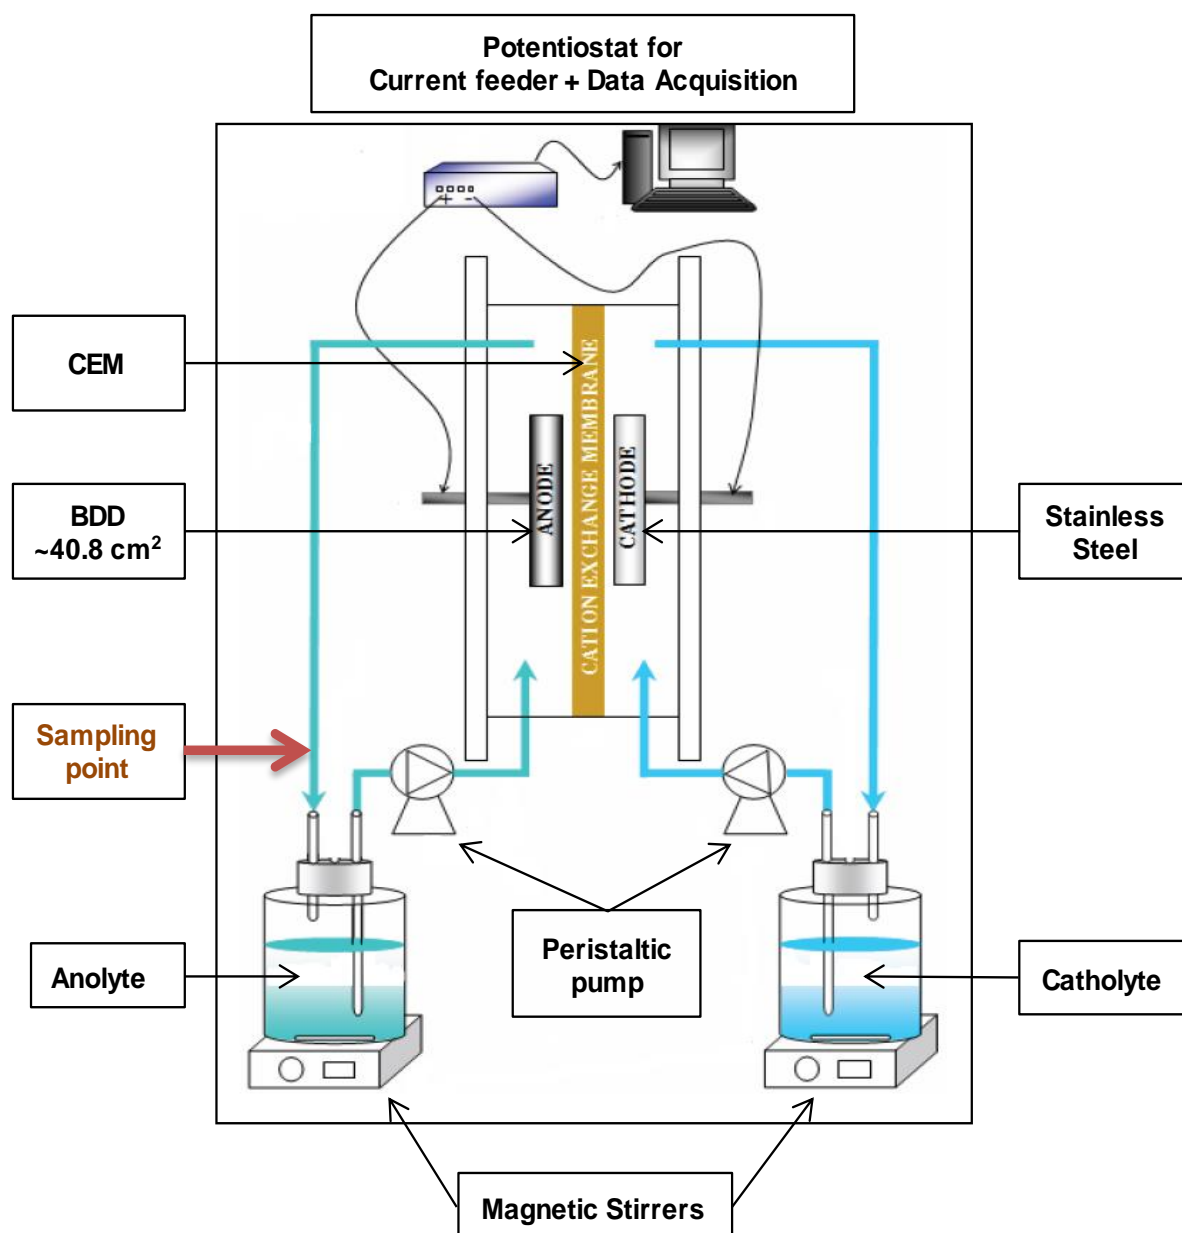 Potentiostat for
Current feeder + Data Acquisition
+ -
CEM
CATION EXCHANGE MEMBRANE
BDD
~40.8 cm²
ANODE
CATHODE
Stainless
Steel
Sampling
point
Anolyte
Peristaltic
pump
Catholyte
Magnetic Stirrers